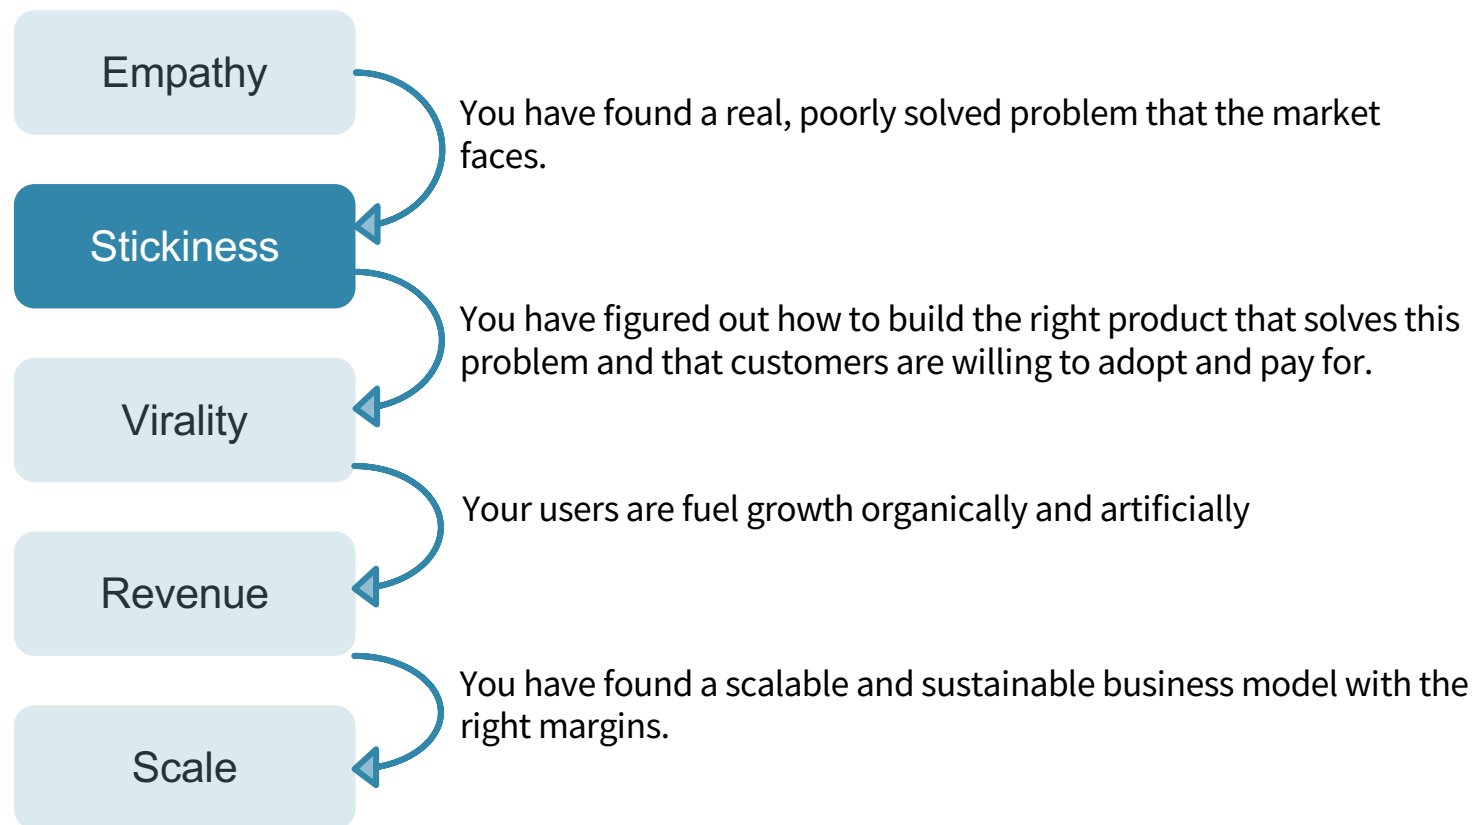 Empathy
You have found a real, poorly solved problem that the market
faces.
Stickiness
You have figured out how to build the right product that solves this
problem and that customers are willing to adopt and pay for.
Virality
Your users are fuel growth organically and artificially
Revenue
You have found a scalable and sustainable business model with the
right margins.
Scale